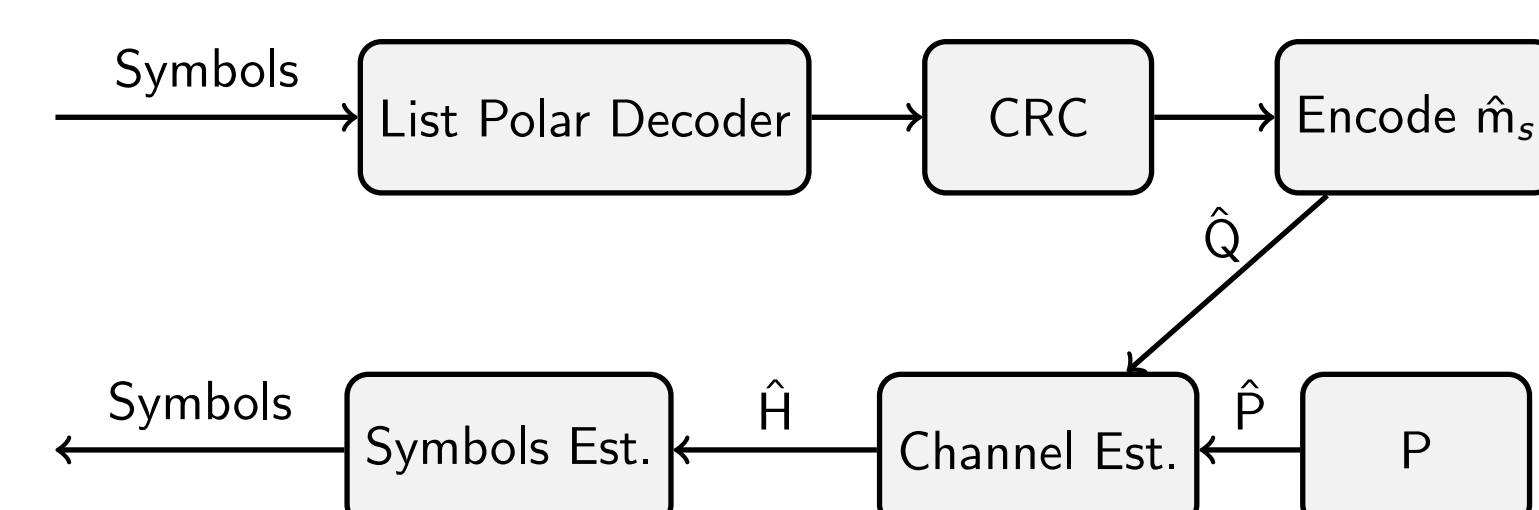 Symbols
List Polar Decoder
CRC
Encode m̂ₛ
Q̂
Symbols
Symbols Est.
Ĥ
Channel Est.
P̂
P